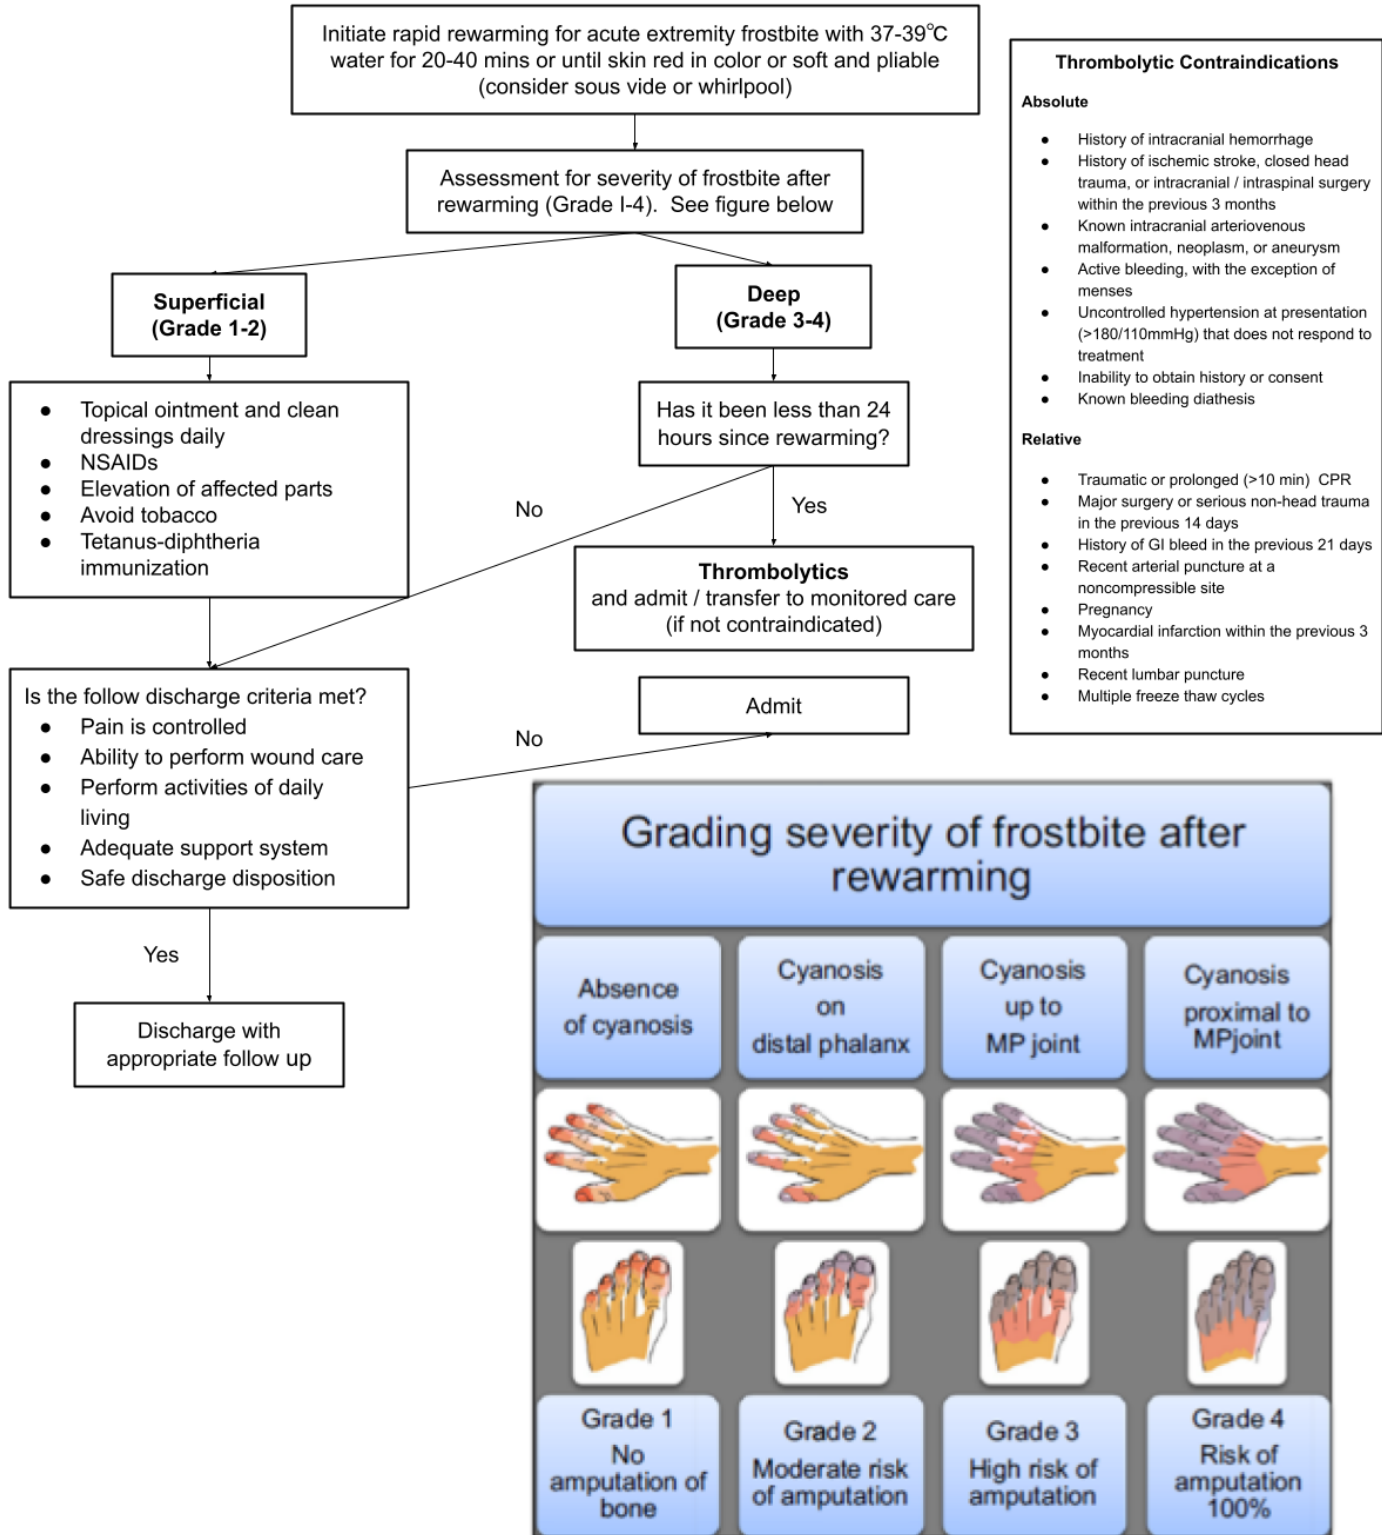 Initiate rapid rewarming for acute extremity frostbite with 37-39℃
water for 20-40 mins or until skin red in color or soft and pliable
(consider sous vide or whirlpool)
Assessment for severity of frostbite after
rewarming (Grade I-4).  See figure below
Superficial
(Grade 1-2)
Deep
(Grade 3-4)
● Topical ointment and clean
dressings daily
● NSAIDs
● Elevation of affected parts
● Avoid tobacco
● Tetanus-diphtheria
immunization
Has it been less than 24
hours since rewarming?
No
Yes
Thrombolytics
and admit / transfer to monitored care
(if not contraindicated)
Is the follow discharge criteria met?
● Pain is controlled
● Ability to perform wound care
● Perform activities of daily
living
● Adequate support system
● Safe discharge disposition
No
Admit
Yes
Discharge with
appropriate follow up
Thrombolytic Contraindications
Absolute
● History of intracranial hemorrhage
● History of ischemic stroke, closed head
trauma, or intracranial / intraspinal surgery
within the previous 3 months
● Known intracranial arteriovenous
malformation, neoplasm, or aneurysm
● Active bleeding, with the exception of
menses
● Uncontrolled hypertension at presentation
(>180/110mmHg) that does not respond to
treatment
● Inability to obtain history or consent
● Known bleeding diathesis
Relative
● Traumatic or prolonged (>10 min)  CPR
● Major surgery or serious non-head trauma
in the previous 14 days
● History of GI bleed in the previous 21 days
● Recent arterial puncture at a
noncompressible site
● Pregnancy
● Myocardial infarction within the previous 3
months
● Recent lumbar puncture
● Multiple freeze thaw cycles
Grading severity of frostbite after
rewarming
Absence
of cyanosis
Cyanosis
on
distal phalanx
Cyanosis
up to
MP joint
Cyanosis
proximal to
MPjoint
Grade 1
No
amputation of
bone
Grade 2
Moderate risk
of amputation
Grade 3
High risk of
amputation
Grade 4
Risk of
amputation
100%